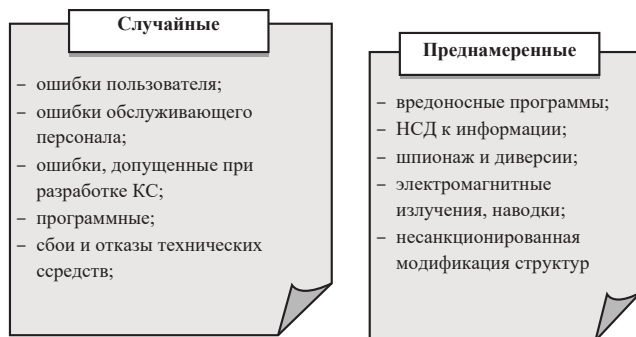 Случайные
– ошибки пользователя;
– ошибки обслуживающего
персонала;
– ошибки, допущенные при
разработке КС;
– программные;
– сбои и отказы технических
ссредств;
Преднамеренные
– вредоносные программы;
– НСД к информации;
– шпионаж и диверсии;
– электромагнитные
излучения, наводки;
– несанкционированная
модификация структур